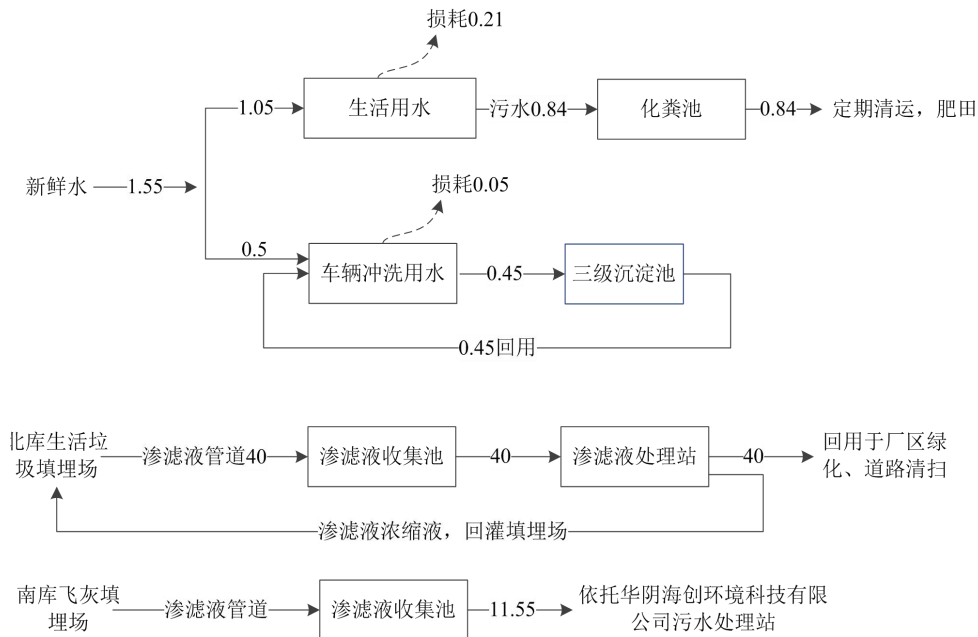 损耗0.21
1.05
生活用水
污水0.84
化粪池
0.84
定期清运，肥田
新鲜水
1.55
损耗0.05
0.5
车辆冲洗用水
0.45
三级沉淀池
0.45回用
北库生活垃
圾填埋场
渗滤液管道40
渗滤液收集池
40
渗滤液处理站
40
回用于厂区绿
化、道路清扫
渗滤液浓缩液，回灌填埋场
南库飞灰填
埋场
渗滤液管道
渗滤液收集池
11.55
依托华阴海创环境科技有限
公司污水处理站